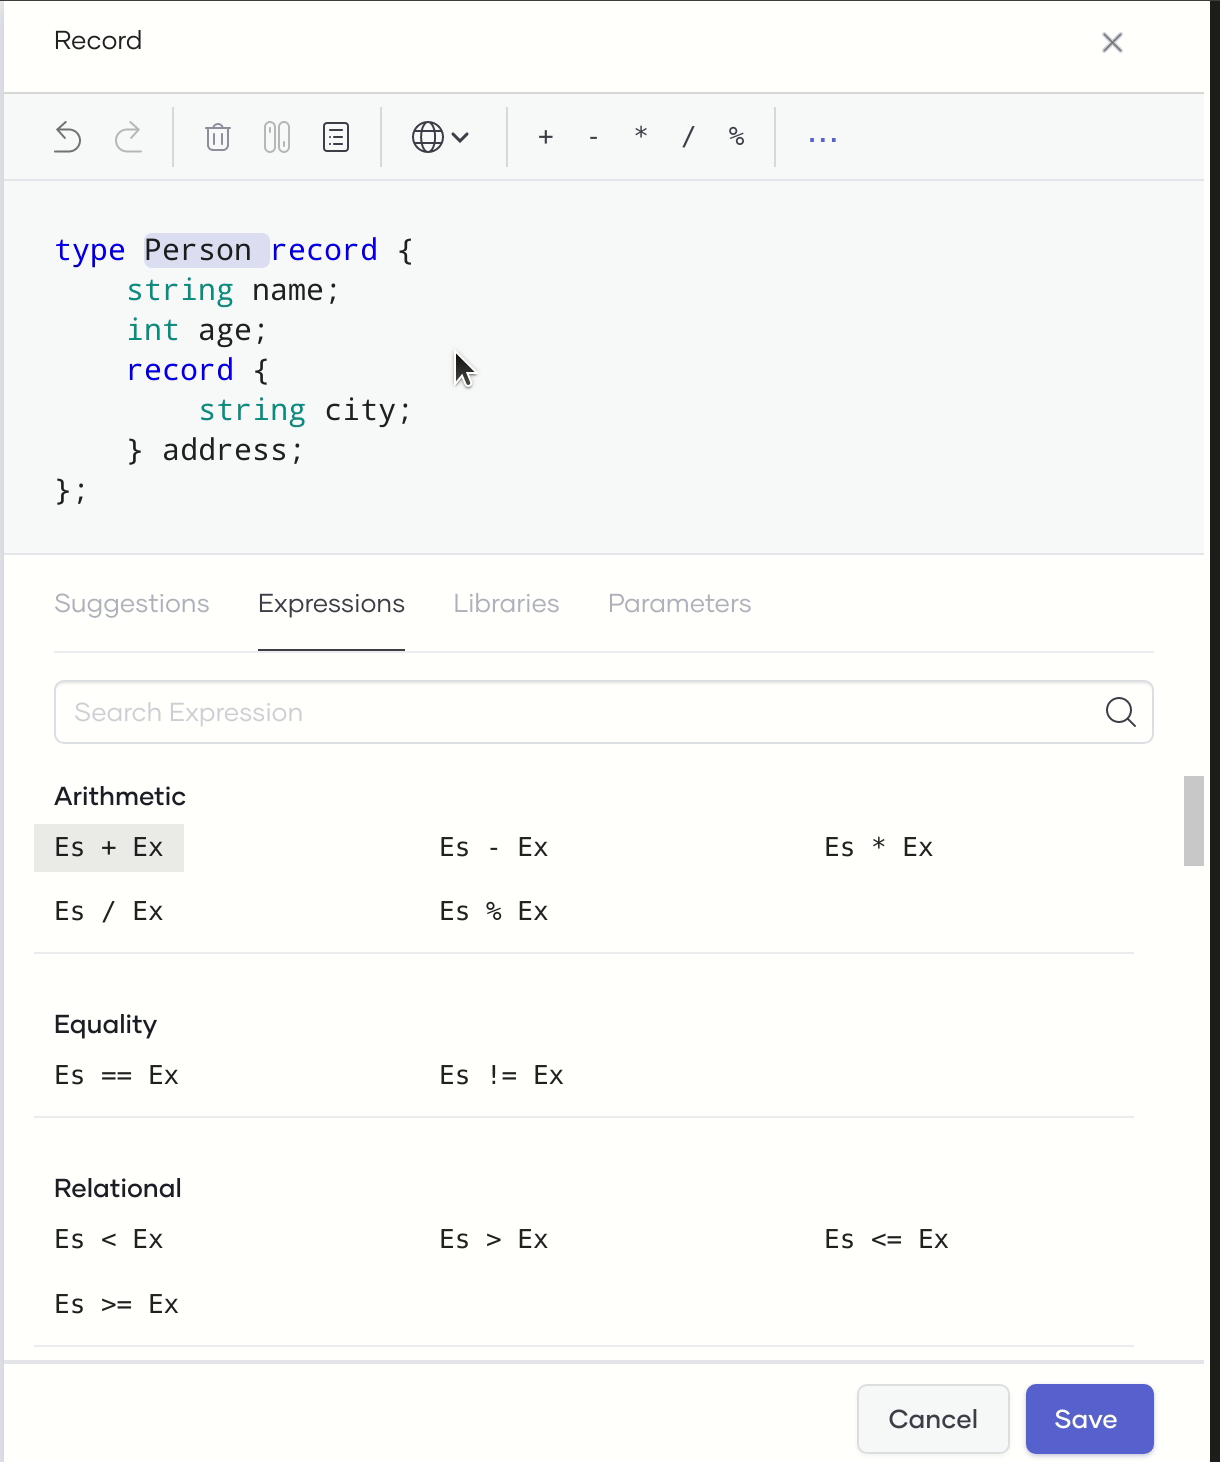 Record
+ - * / % ...
type Person record {
    string name;
    int age;
    record {
        string city;
    } address;
};
Suggestions Expressions Libraries Parameters
Search Expression
Arithmetic
Es + Ex Es - Ex Es * Ex
Es / Ex Es % Ex
Equality
Es == Ex Es != Ex
Relational
Es < Ex Es > Ex Es <= Ex
Es >= Ex
Cancel Save